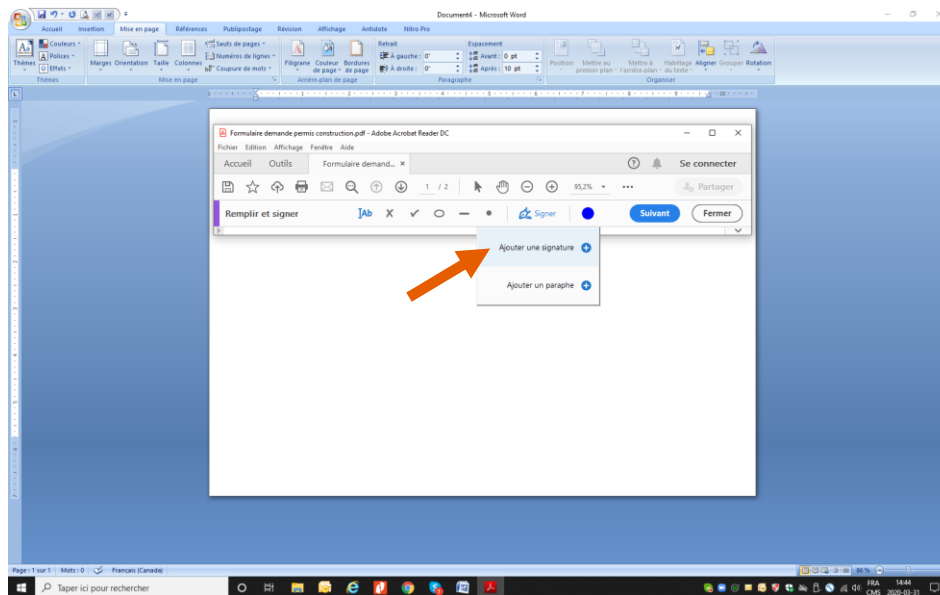 Document4 - Microsoft Word
Accueil Insertion Mise en page Références Publipostage Révision Affichage Antidote Nitro Pro
Thèmes
Couleurs
Polices
Effets
Thèmes
Marges Orientation Taille Colonnes
Sauts de pages
Numéros de lignes
Coupure de mots
Mise en page
Filigrane Couleur de page Bordures de page
Arrière-plan de page
Retrait
À gauche : 0"
À droite : 0"
Espacement
Avant : 0 pt
Après : 10 pt
Paragraphe
Position Mettre au premier plan Mettre à l'arrière-plan Habillage du texte Aligner Grouper Rotation
Organiser
Formulaire demande permis construction.pdf - Adobe Acrobat Reader DC
Fichier Edition Affichage Fenêtre Aide
Accueil Outils Formulaire demand... × Se connecter
1 / 2 95,2% Partager
Remplir et signer Ab Signer Suivant Fermer
Ajouter une signature
Ajouter un paraphe
Page : 1 sur 1 Mots : 0 Français (Canada) 86 %
Taper ici pour rechercher
FRA 14:44
CMS 2020-03-31